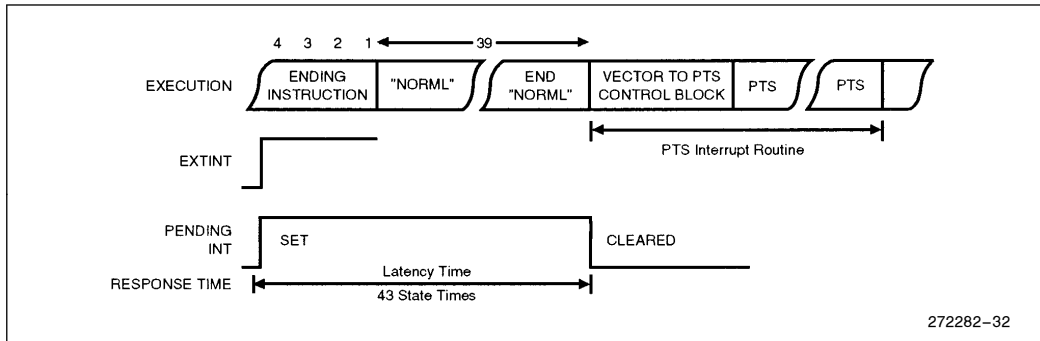 4 3 2 1 39
EXECUTION
ENDING
INSTRUCTION
"NORML"
END
"NORML"
VECTOR TO PTS
CONTROL BLOCK
PTS
PTS
PTS Interrupt Routine
EXTINT
PENDING
INT
SET
CLEARED
RESPONSE TIME
Latency Time
43 State Times
272282–32